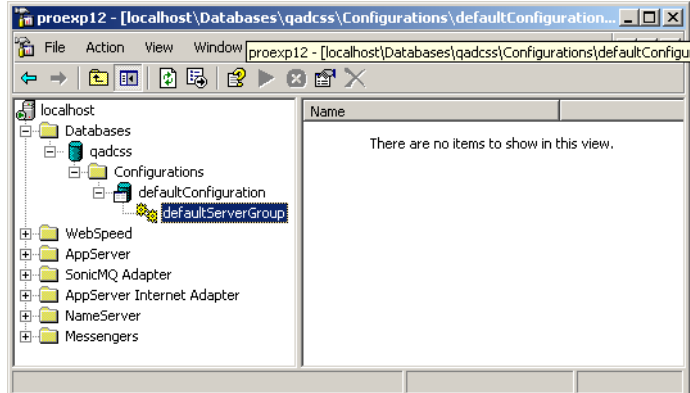 proexp12 - [localhost\Databases\qadcss\Configurations\defaultConfiguration...
File Action View Window
proexp12 - [localhost\Databases\qadcss\Configurations\defaultConfigu
localhost
Databases
qadcss
Configurations
defaultConfiguration
defaultServerGroup
WebSpeed
AppServer
SonicMQ Adapter
AppServer Internet Adapter
NameServer
Messengers
Name
There are no items to show in this view.